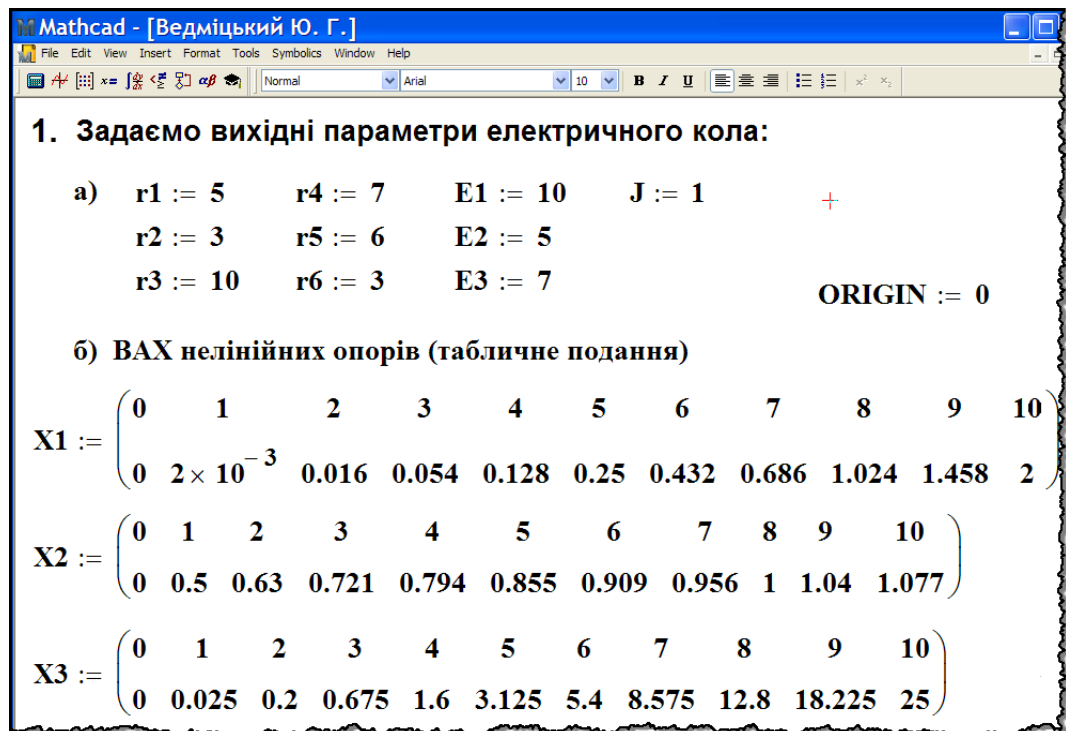 Mathcad - [Ведміцький Ю. Г.]
File Edit View Insert Format Tools Symbolics Window Help
Normal Arial 10 B I U
1. Задаємо вихідні параметри електричного кола:
а) r1 := 5 r4 := 7 E1 := 10 J := 1
r2 := 3 r5 := 6 E2 := 5
r3 := 10 r6 := 3 E3 := 7
ORIGIN := 0
б) ВАХ нелінійних опорів (табличне подання)
0 1 2 3 4 5 6 7 8 9 10
X1 :=
0 2 × 10^-3 0.016 0.054 0.128 0.25 0.432 0.686 1.024 1.458 2
0 1 2 3 4 5 6 7 8 9 10
X2 :=
0 0.5 0.63 0.721 0.794 0.855 0.909 0.956 1 1.04 1.077
0 1 2 3 4 5 6 7 8 9 10
X3 :=
0 0.025 0.2 0.675 1.6 3.125 5.4 8.575 12.8 18.225 25